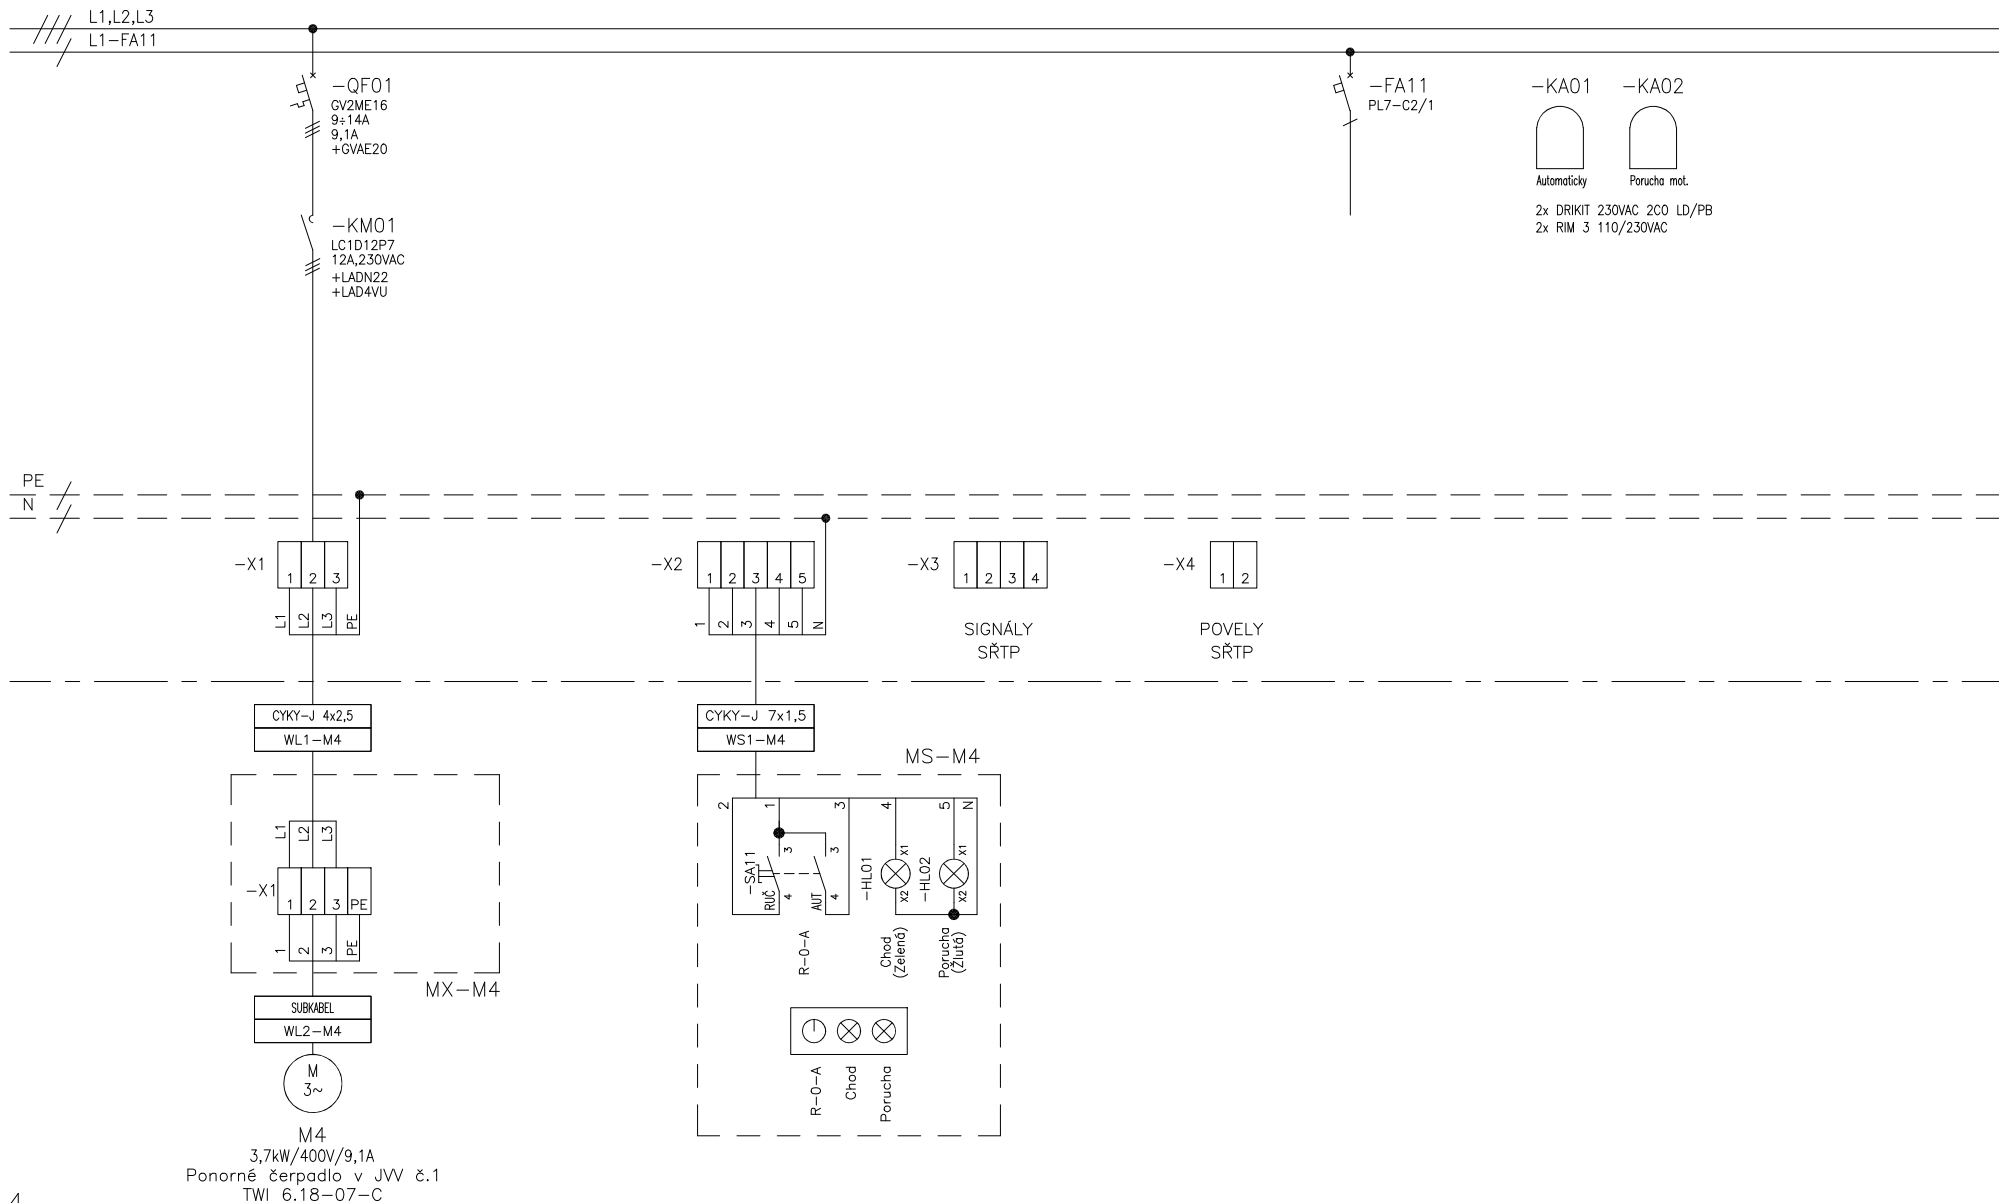 L1,L2,L3
L1-FA11
-QF01
GV2ME16
9÷14A
9,1A
+GVAE20
-FA11
PL7-C2/1
-KA01
-KA02
Automaticky
Porucha mot.
2x DRIKIT 230VAC 2CO LD/PB
2x RIM 3 110/230VAC
-KM01
LC1D12P7
12A,230VAC
+LADN22
+LAD4VU
PE
N
-X1
1 2 3
L1 L2 L3 PE
-X2
1 2 3 4 5
1 2 3 4 5 N
-X3
1 2 3 4
SIGNÁLY
SŘTP
-X4
1 2
POVELY
SŘTP
CYKY-J 4x2,5
WL1-M4
CYKY-J 7x1,5
WS1-M4
MS-M4
L1 L2 L3
-X1
1 2 3 PE
1 2 3 PE
MX-M4
SUBKABEL
WL2-M4
M
3~
M4
3,7kW/400V/9,1A
Ponorné čerpadlo v JVV č.1
TWI 6.18-07-C
2 1 3 4 5 N
-SA11
3 3
4 4
RUČ
AUT
-HL01
X1
X2
-HL02
X1
X2
R-0-A
Chod
(Zelená)
Porucha
(Žlutá)
R-0-A
Chod
Porucha